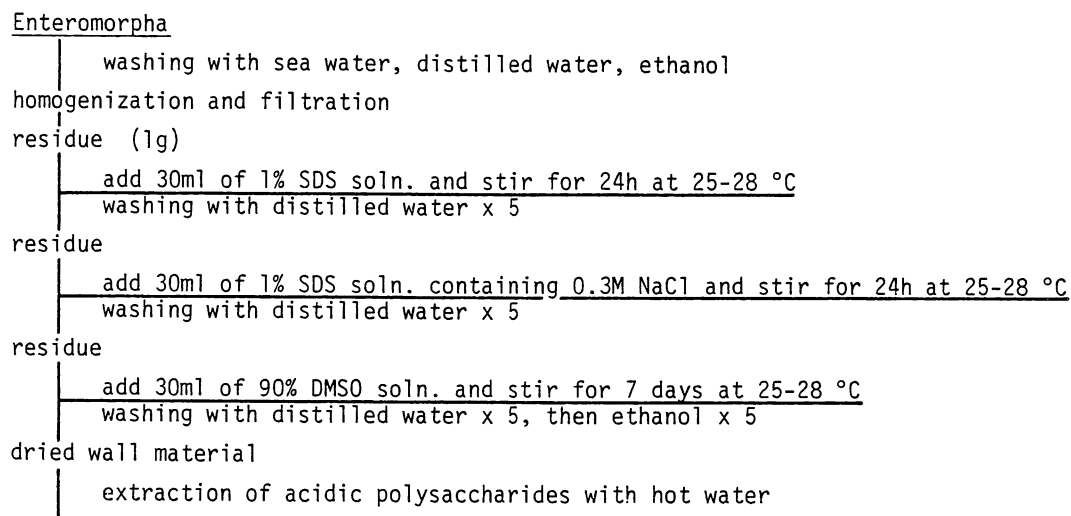 Enteromorpha
washing with sea water, distilled water, ethanol
homogenization and filtration
residue (1g)
add 30ml of 1% SDS soln. and stir for 24h at 25-28 °C
washing with distilled water x 5
residue
add 30ml of 1% SDS soln. containing 0.3M NaCl and stir for 24h at 25-28 °C
washing with distilled water x 5
residue
add 30ml of 90% DMSO soln. and stir for 7 days at 25-28 °C
washing with distilled water x 5, then ethanol x 5
dried wall material
extraction of acidic polysaccharides with hot water